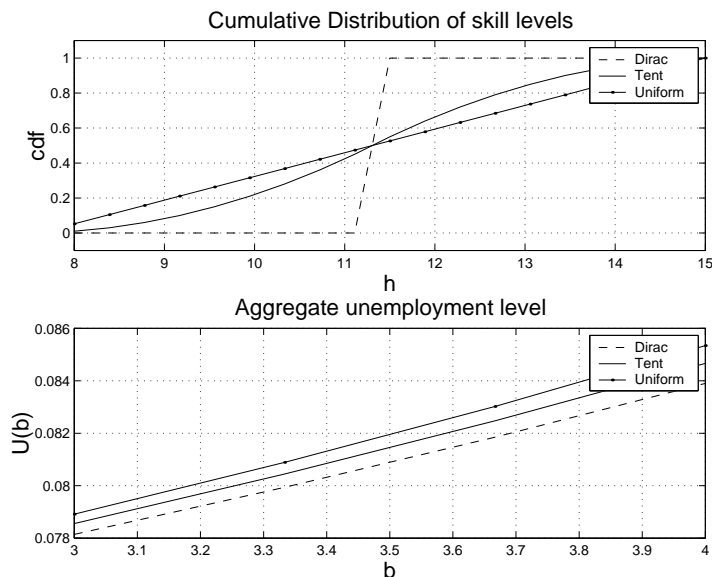 Cumulative Distribution of skill levels
1
0.8
0.6
0.4
0.2
0
cdf
Dirac
Tent
Uniform
8 9 10 11 12 13 14 15
h
Aggregate unemployment level
0.086
0.084
0.082
0.08
0.078
U(b)
Dirac
Tent
Uniform
3 3.1 3.2 3.3 3.4 3.5 3.6 3.7 3.8 3.9 4
b